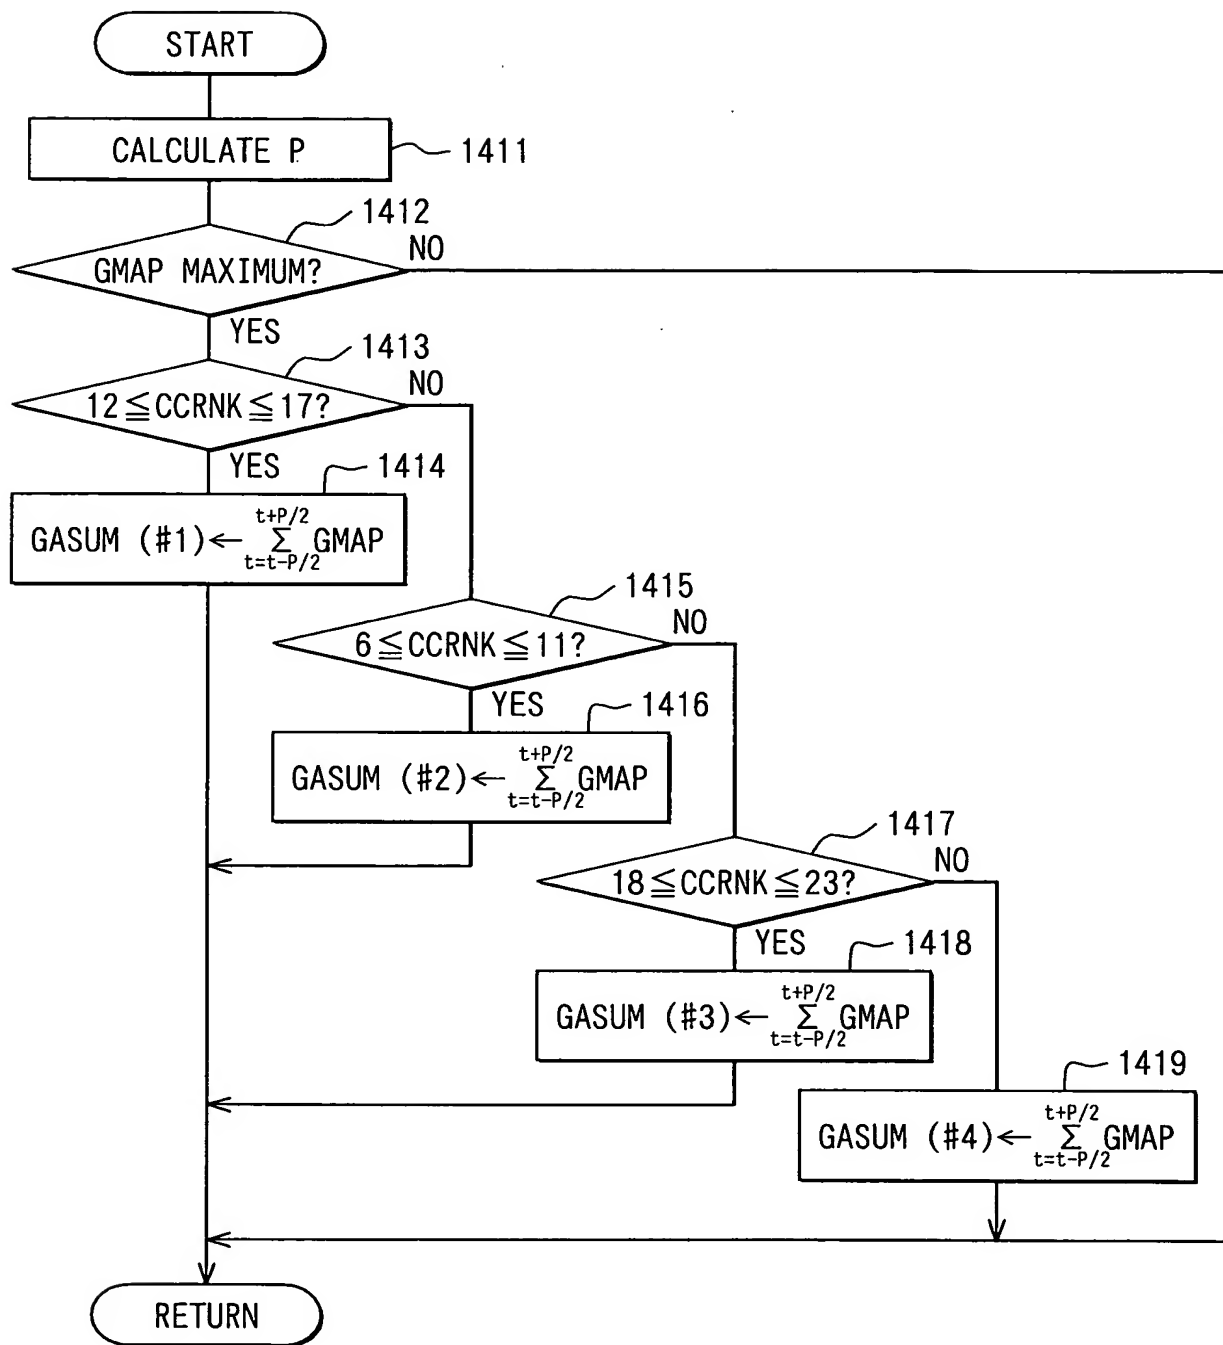 START
CALCULATE P
1411
1412
GMAP MAXIMUM?
NO
YES
1413
12≦CCRNK≦17?
NO
YES
1414
GASUM (#1)← t+P/2 Σ t=t-P/2 GMAP
1415
6≦CCRNK≦11?
NO
YES
1416
GASUM (#2)← t+P/2 Σ t=t-P/2 GMAP
1417
18≦CCRNK≦23?
NO
YES
1418
GASUM (#3)← t+P/2 Σ t=t-P/2 GMAP
1419
GASUM (#4)← t+P/2 Σ t=t-P/2 GMAP
RETURN